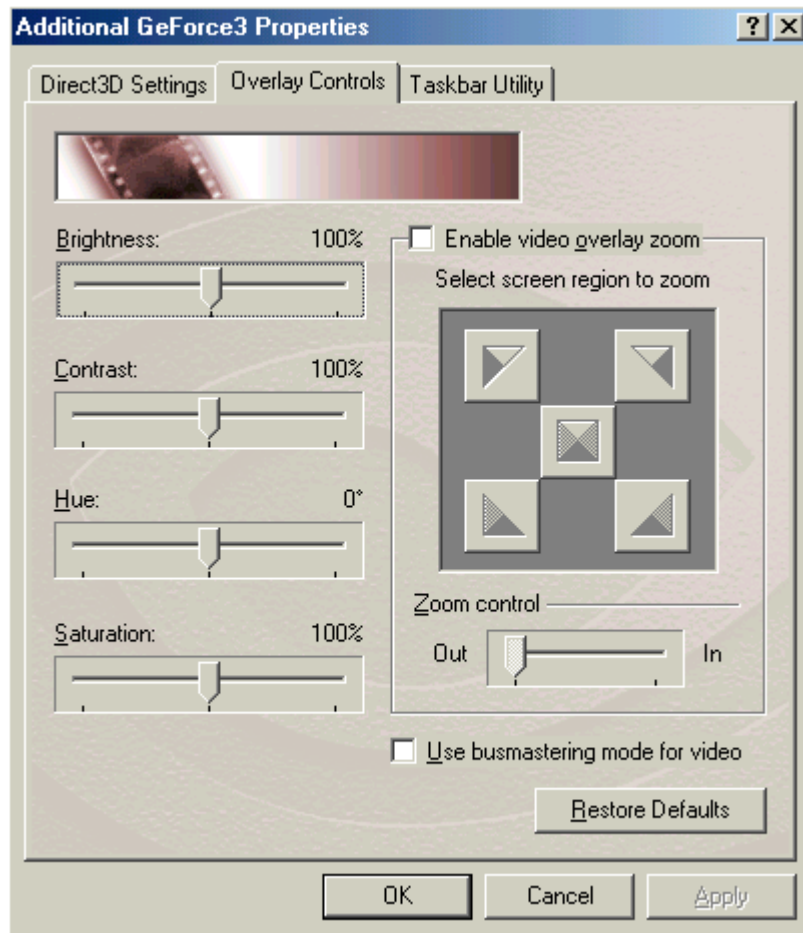 Additional GeForce3 Properties
Direct3D Settings
Overlay Controls
Taskbar Utility
Brightness: 100%
Contrast: 100%
Hue: 0°
Saturation: 100%
Enable video overlay zoom
Select screen region to zoom
Zoom control
Out
In
Use busmastering mode for video
Restore Defaults
OK
Cancel
Apply